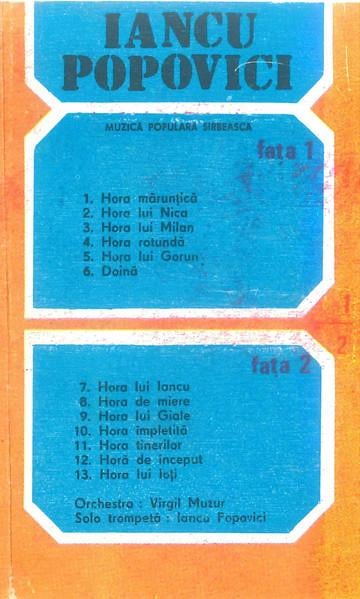 IANCU
POPOVICI
MUZICĂ POPULARĂ SÎRBEASCĂ
fața 1
1. Hora mărunțică
2. Hora lui Nica
3. Hora lui Milan
4. Hora rotundă
5. Hora lui Gorun
6. Doină
1
2
fața 2
7. Hora lui Iancu
8. Hora de miere
9. Hora lui Giale
10. Hora împletită
11. Hora tinerilor
12. Horă de început
13. Hora lui Ioți
Orchestra : Virgil Muzur
Solo trompetă : Iancu Popovici